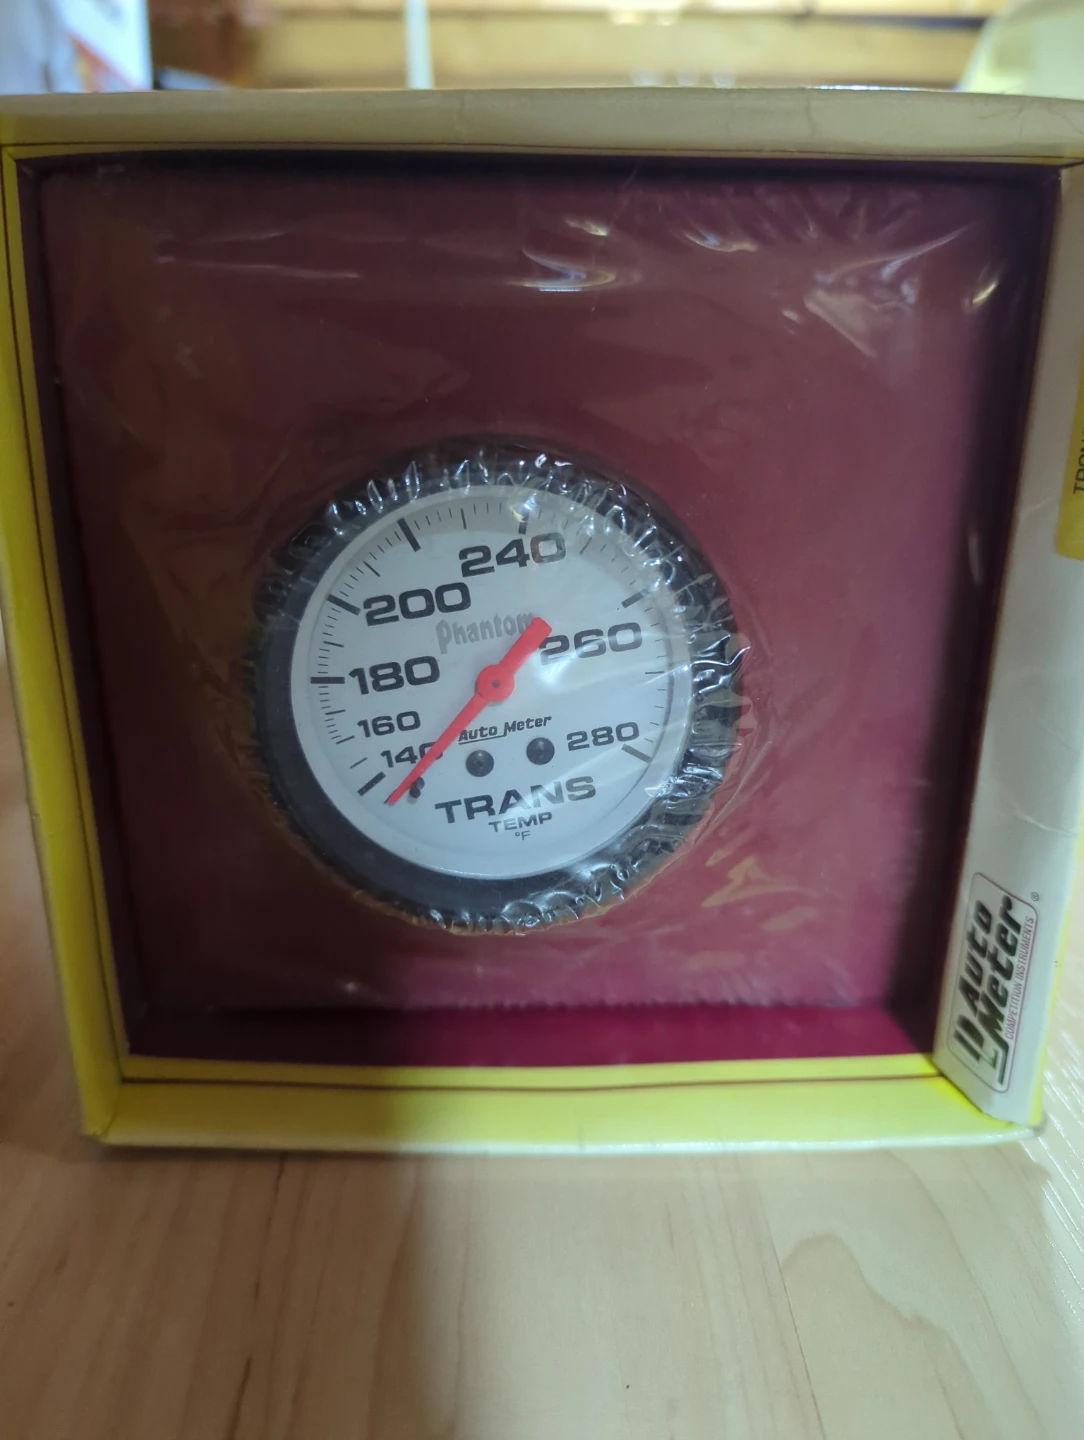 240
200
Phantom
260
180
160
Auto Meter
140
280
TRANS
TEMP
°F
Auto
Meter®
COMPETITION INSTRUMENTS